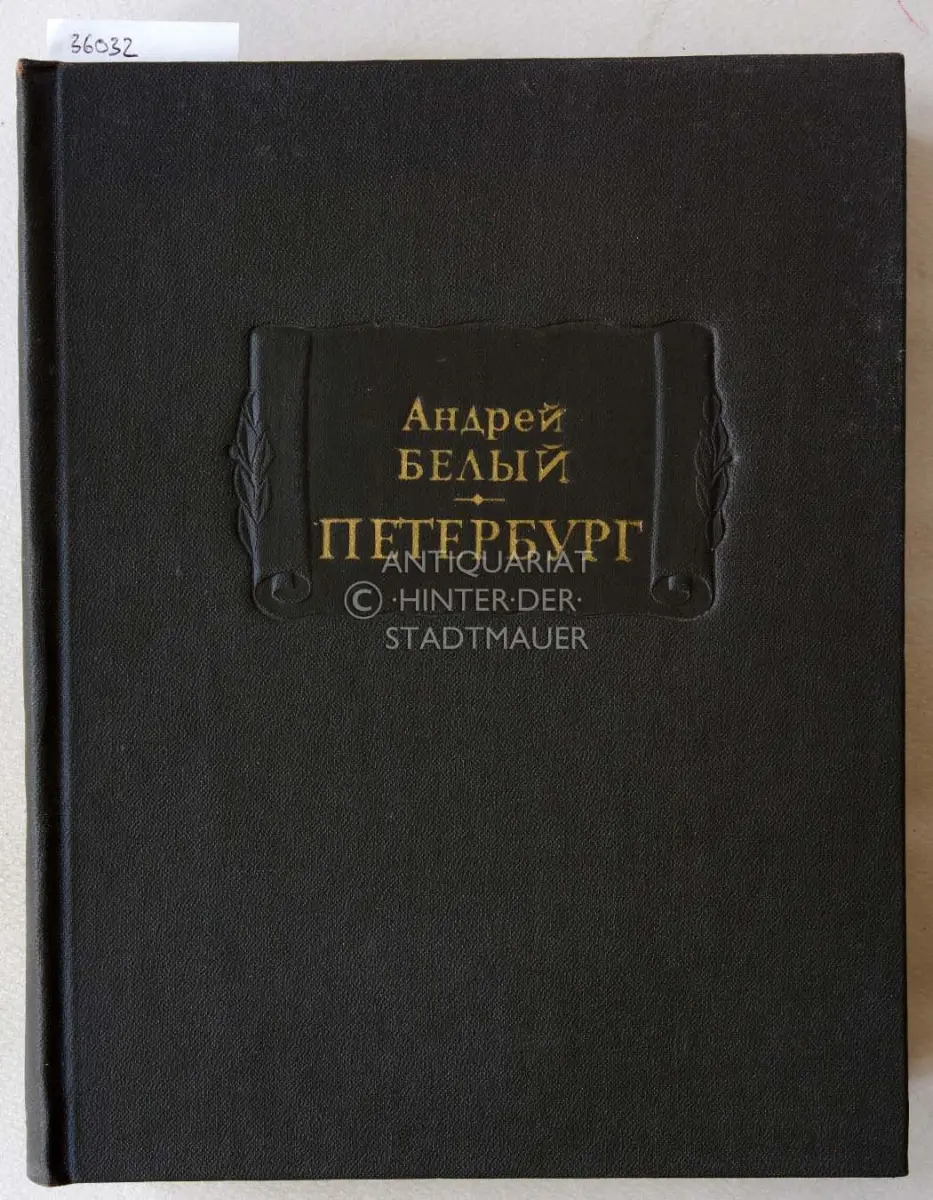 36032
Андрей
БЕЛЫЙ
ПЕТЕРБУРГ
ANTIQUARIAT
© ·HINTER·DER·
STADTMAUER